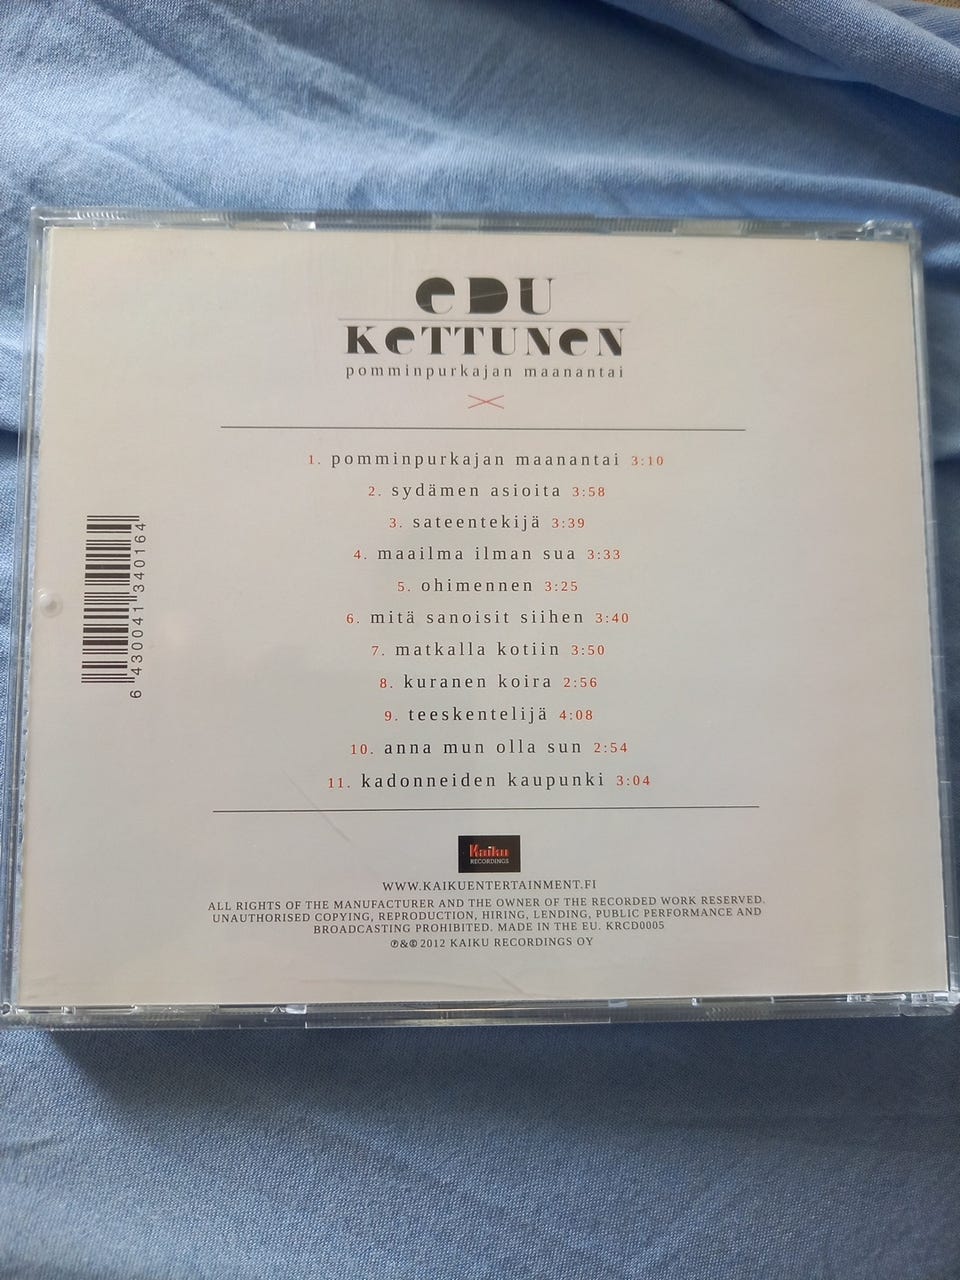 eDU
KeTTUNeN
pomminpurkajan maanantai
1. pomminpurkajan maanantai 3:10
2. sydämen asioita 3:58
3. sateentekijä 3:39
4. maailma ilman sua 3:33
5. ohimennen 3:25
6. mitä sanoisit siihen 3:40
7. matkalla kotiin 3:50
8. kuranen koira 2:56
9. teeskentelijä 4:08
10. anna mun olla sun 2:54
11. kadonneiden kaupunki 3:04
6 430041 340164
Kaiku
RECORDINGS
WWW.KAIKUENTERTAINMENT.FI
ALL RIGHTS OF THE MANUFACTURER AND THE OWNER OF THE RECORDED WORK RESERVED.
UNAUTHORISED COPYING, REPRODUCTION, HIRING, LENDING, PUBLIC PERFORMANCE AND
BROADCASTING PROHIBITED. MADE IN THE EU. KRCD0005
℗&© 2012 KAIKU RECORDINGS OY